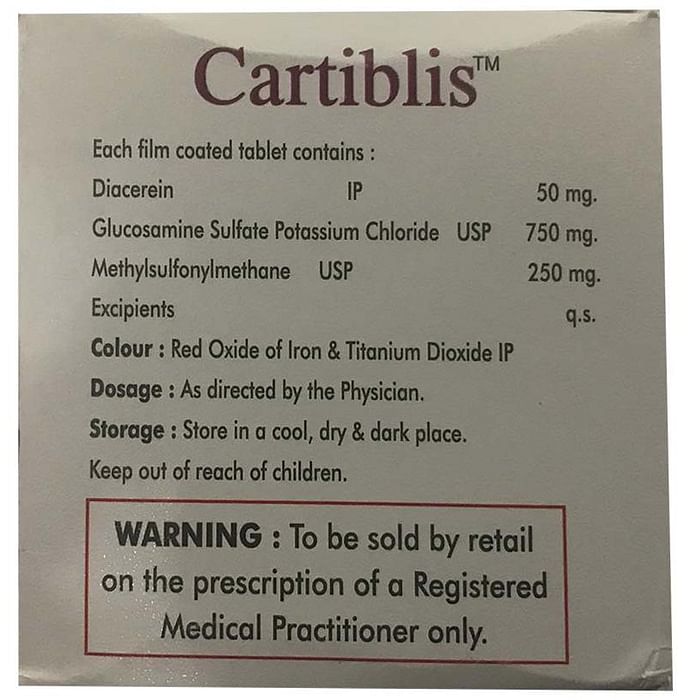 Cartiblis™
Each film coated tablet contains :
Diacerein IP 50 mg.
Glucosamine Sulfate Potassium Chloride USP 750 mg.
Methylsulfonylmethane USP 250 mg.
Excipients q.s.
Colour : Red Oxide of Iron & Titanium Dioxide IP
Dosage : As directed by the Physician.
Storage : Store in a cool, dry & dark place.
Keep out of reach of children.
WARNING : To be sold by retail
on the prescription of a Registered
Medical Practitioner only.